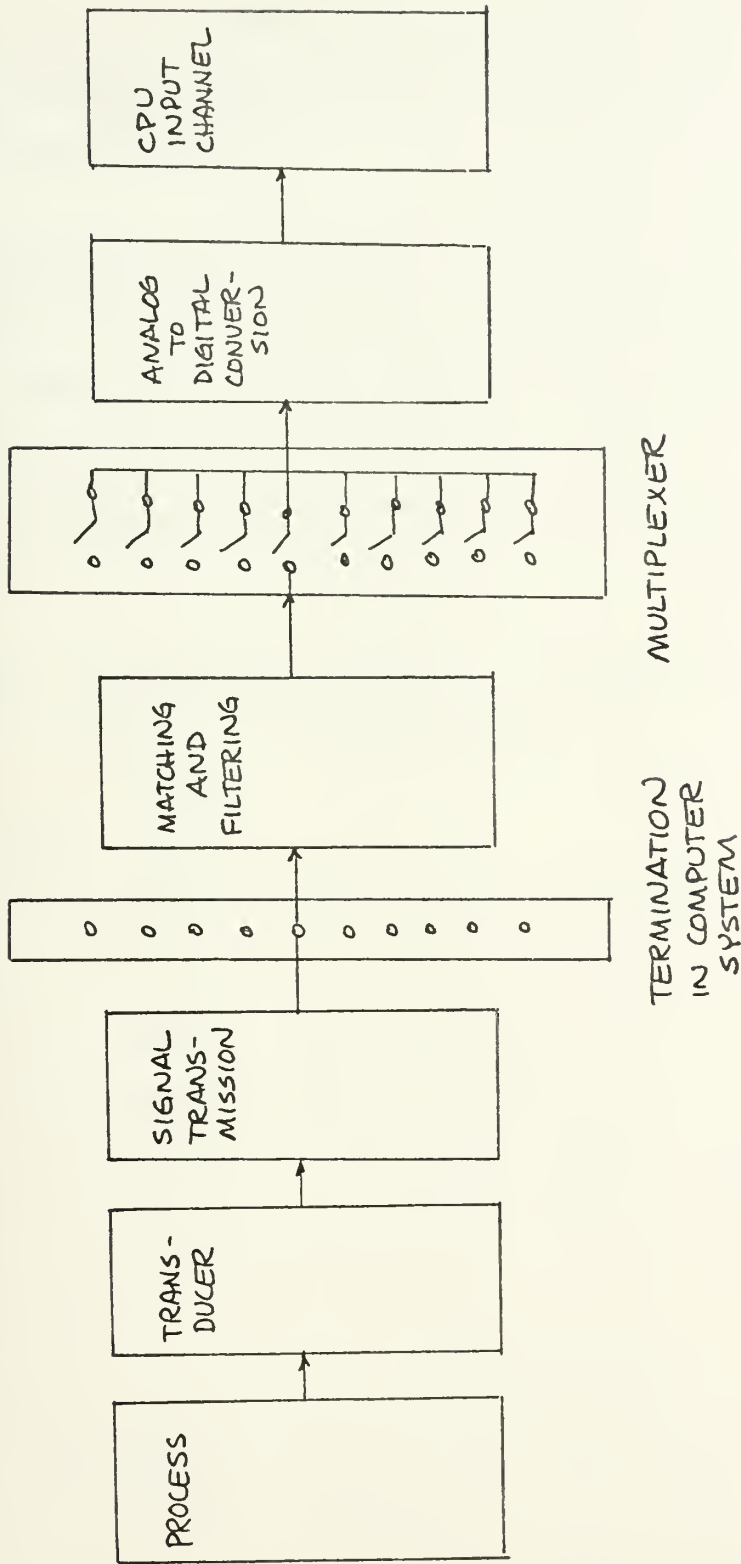 PROCESS
TRANS-
DUCER
SIGNAL
TRANS-
MISSION
TERMINATION
IN COMPUTER
SYSTEM
MATCHING
AND
FILTERING
MULTIPLEXER
ANALOG
TO
DIGITAL
CONVER-
SION
CPU
INPUT
CHANNEL